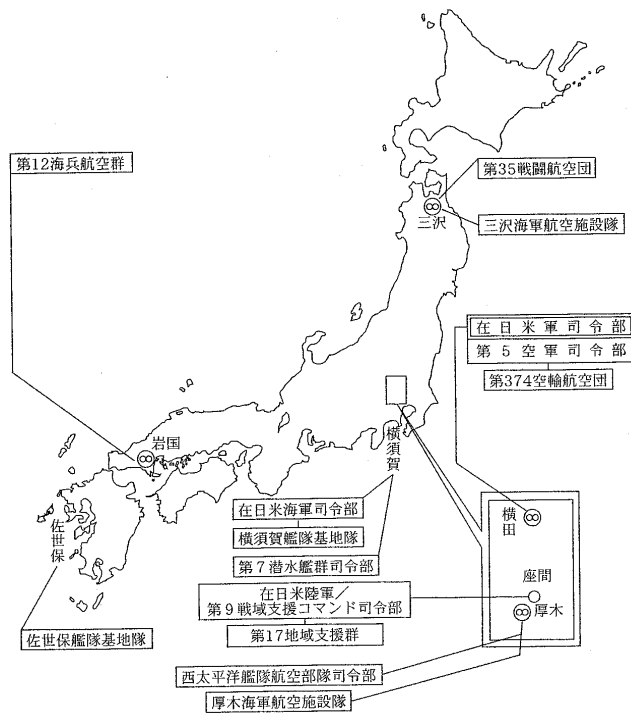 第12海兵航空群
第35戦闘航空団
三沢海軍航空施設隊
三沢
在日米軍司令部
第5空軍司令部
第374空輸航空団
岩国
横須賀
在日米海軍司令部
横須賀艦隊基地隊
第7潜水艦群司令部
佐世保
佐世保艦隊基地隊
横田
座間
厚木
在日米陸軍/
第9戦域支援コマンド司令部
第17地域支援群
西太平洋艦隊航空部隊司令部
厚木海軍航空施設隊